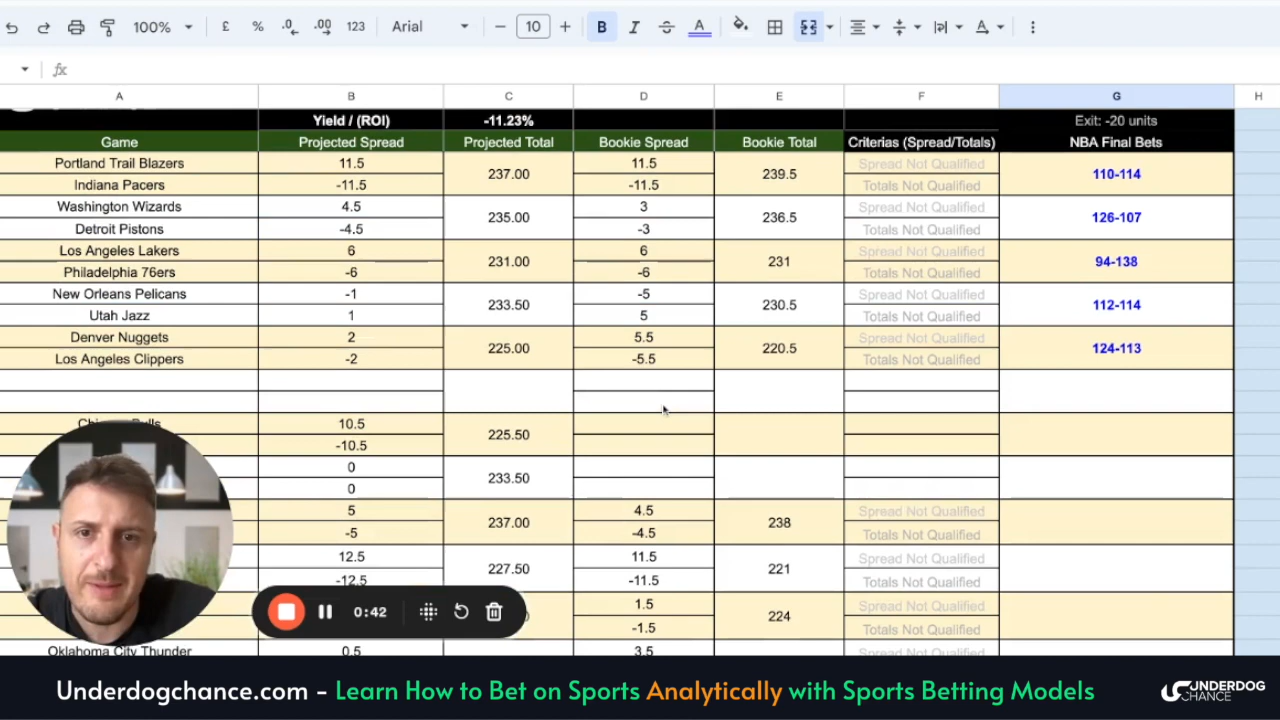 100% £ % .0 .00 123 Arial 10 B I A A
fx
A B C D E F G H
Yield / (ROI) -11.23% Exit: -20 units
Game Projected Spread Projected Total Bookie Spread Bookie Total Criterias (Spread/Totals) NBA Final Bets
Portland Trail Blazers 11.5 237.00 11.5 239.5 Spread Not Qualified 110-114
Indiana Pacers -11.5 -11.5 Totals Not Qualified
Washington Wizards 4.5 235.00 3 236.5 Spread Not Qualified 126-107
Detroit Pistons -4.5 -3 Totals Not Qualified
Los Angeles Lakers 6 231.00 6 231 Spread Not Qualified 94-138
Philadelphia 76ers -6 -6 Totals Not Qualified
New Orleans Pelicans -1 233.50 -5 230.5 Spread Not Qualified 112-114
Utah Jazz 1 5 Totals Not Qualified
Denver Nuggets 2 225.00 5.5 220.5 Spread Not Qualified 124-113
Los Angeles Clippers -2 -5.5 Totals Not Qualified
10.5 225.50
-10.5
0 233.50
0
5 237.00 4.5 238 Spread Not Qualified
-5 -4.5 Totals Not Qualified
12.5 227.50 11.5 221 Spread Not Qualified
-12.5 -11.5 Totals Not Qualified
1.5 224 Spread Not Qualified
-1.5 Totals Not Qualified
0:42
Oklahoma City Thunder 0.5 3.5 Spread Not Qualified
Underdogchance.com - Learn How to Bet on Sports Analytically with Sports Betting Models
UNDERDOG
CHANCE